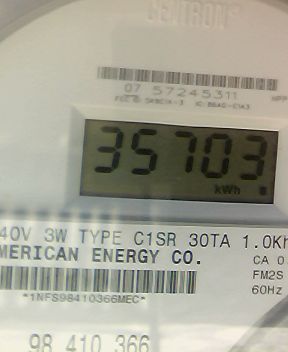 CENTRON®
07 57245311
35703
kWh
40V 3W TYPE C1SR 30TA 1.0Kh
MERICAN ENERGY CO.
CA 0
FM2S
60Hz
*1NFS98410366MEC*
98 410 366